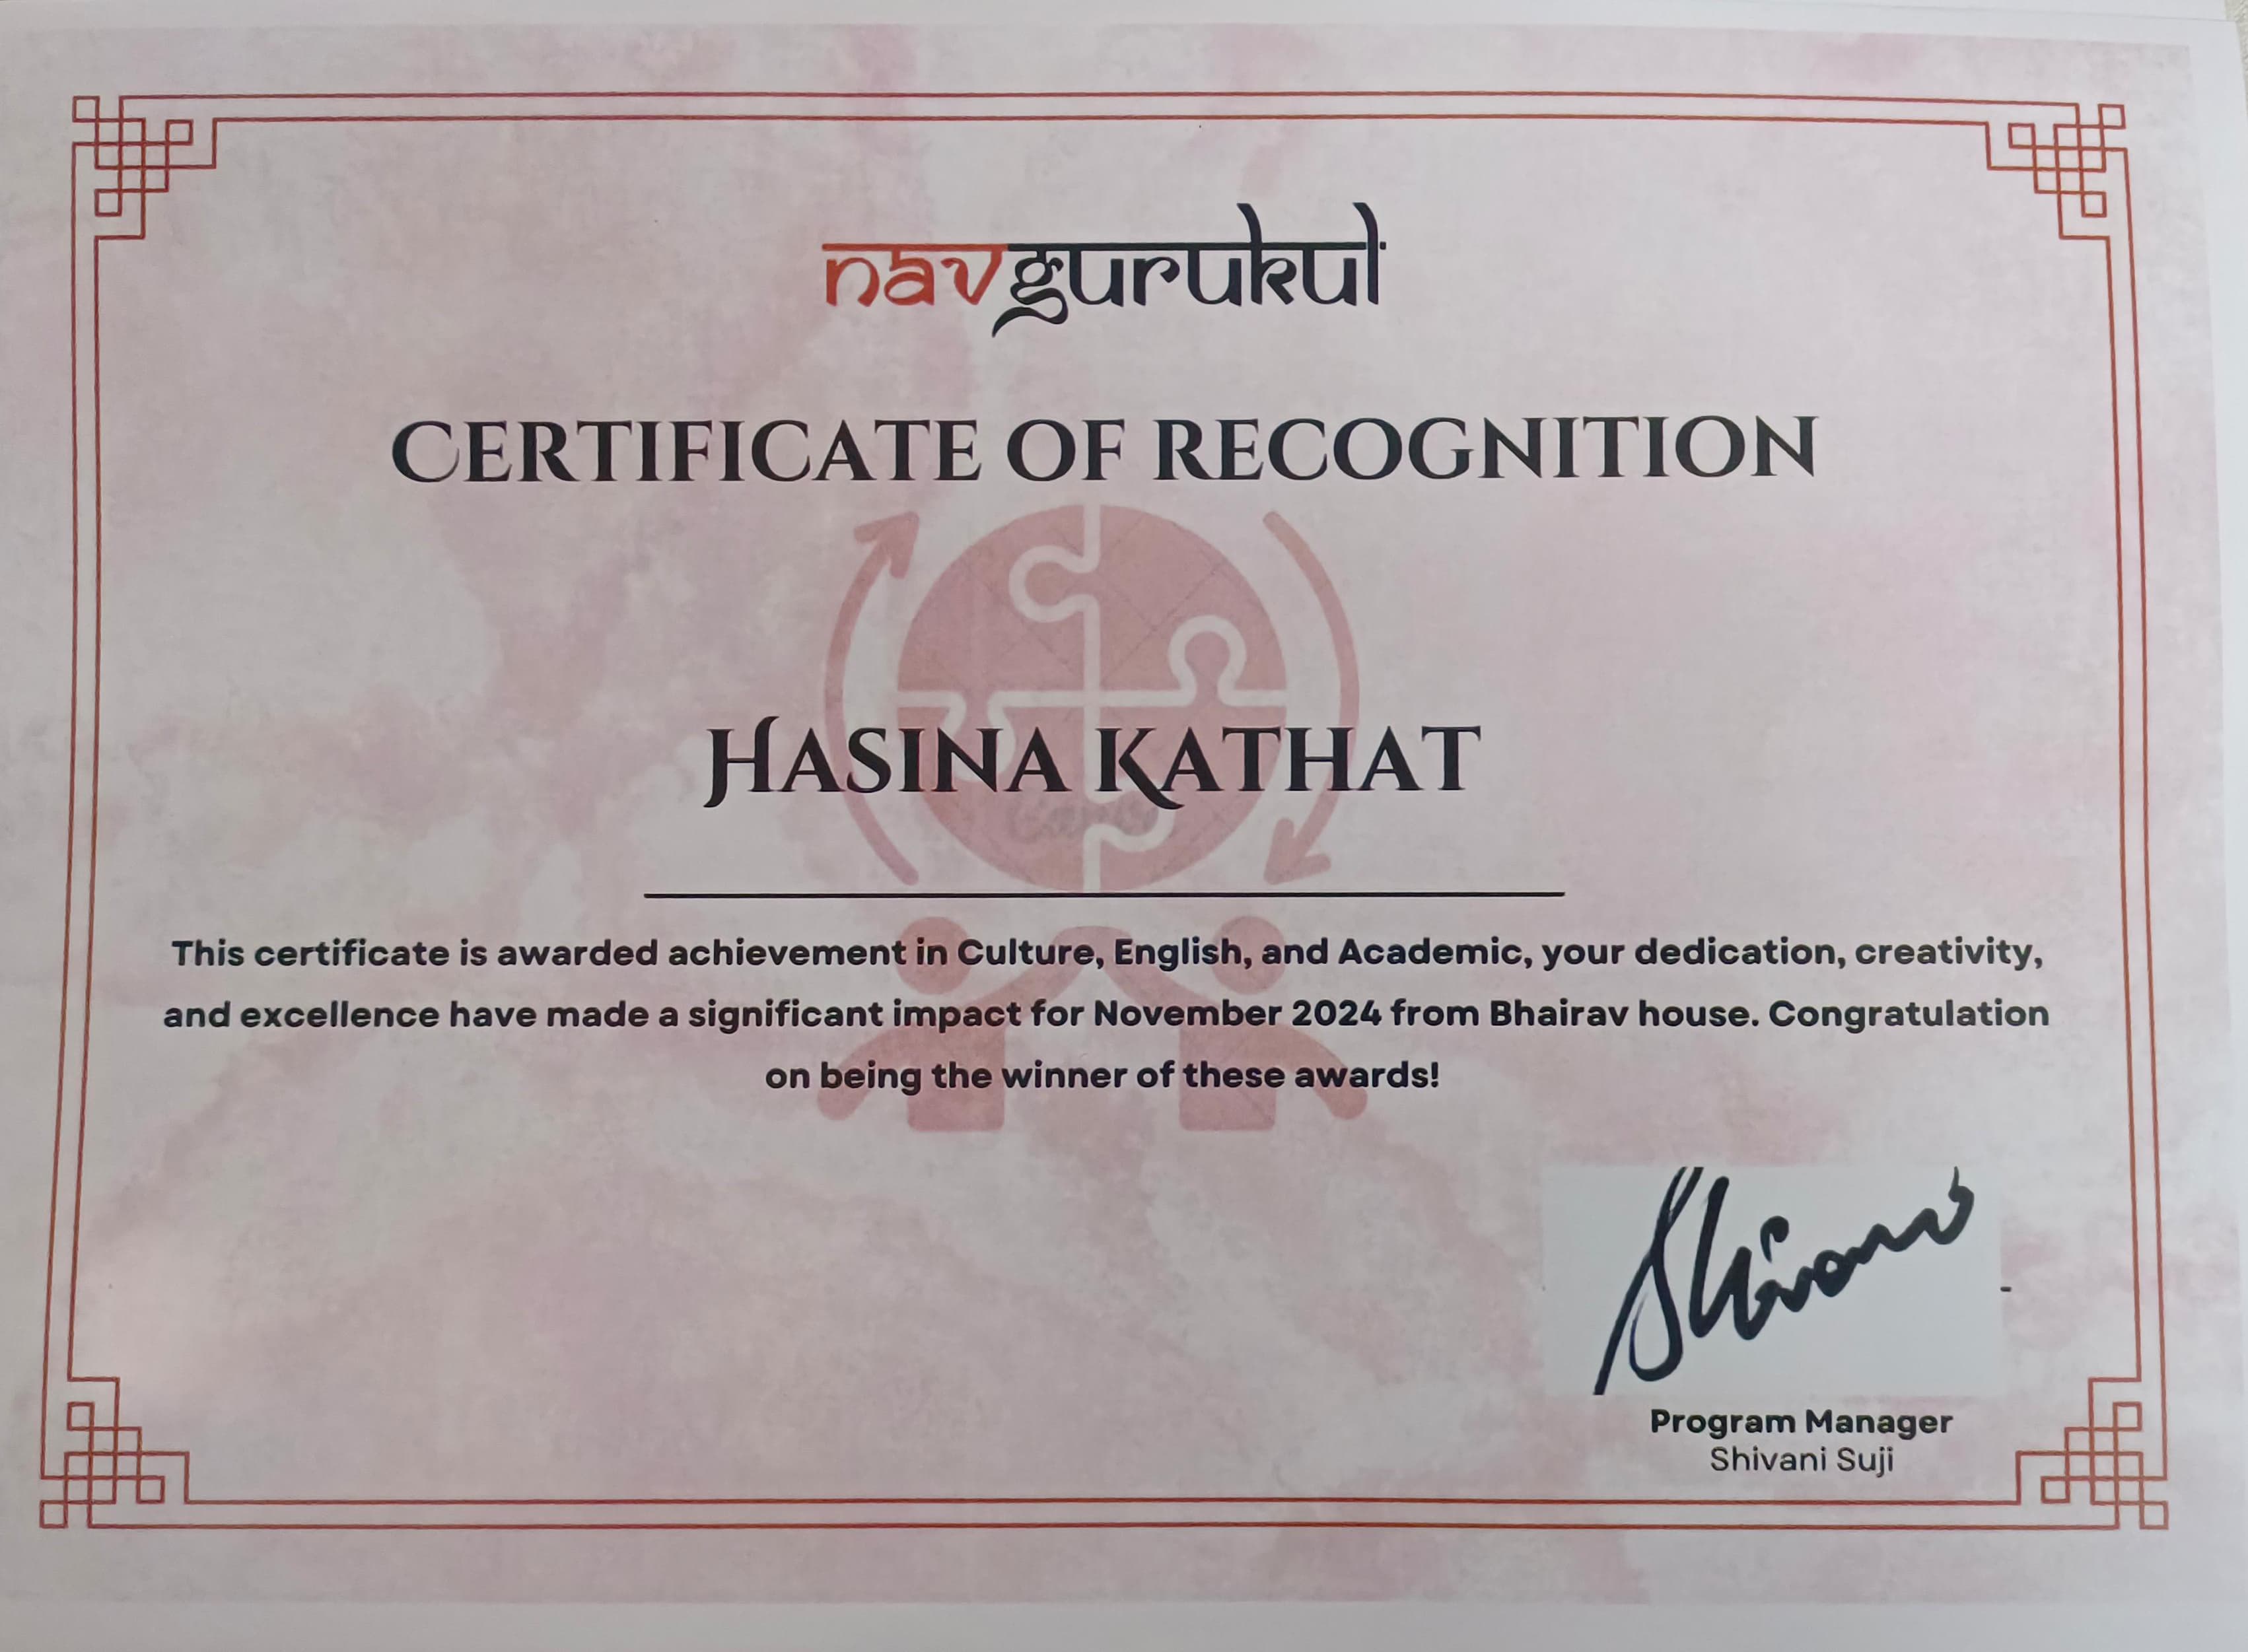 navgurukul
CERTIFICATE OF RECOGNITION
HASINA KATHAT
This certificate is awarded achievement in Culture, English, and Academic, your dedication, creativity,
and excellence have made a significant impact for November 2024 from Bhairav house. Congratulation
on being the winner of these awards!
Shivani
Program Manager
Shivani Suji